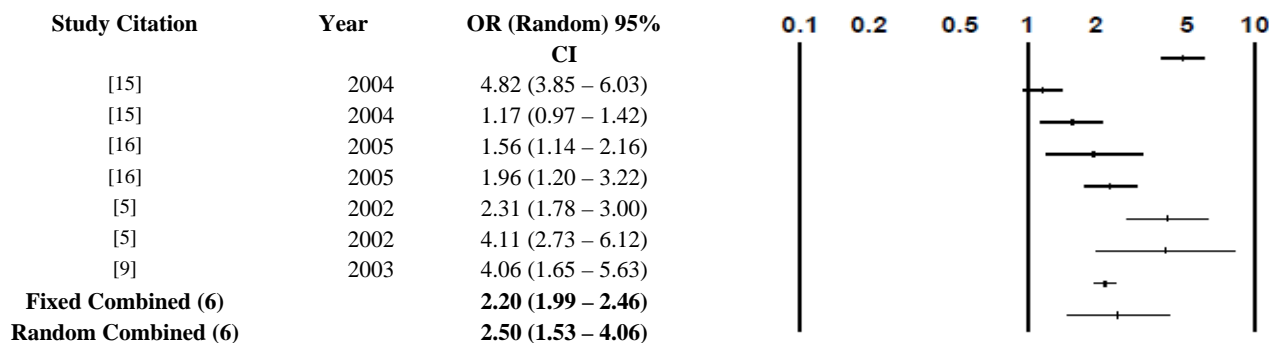 Study Citation Year OR (Random) 95% CI 0.1 0.2 0.5 1 2 5 10
[15] 2004 4.82 (3.85 – 6.03)
[15] 2004 1.17 (0.97 – 1.42)
[16] 2005 1.56 (1.14 – 2.16)
[16] 2005 1.96 (1.20 – 3.22)
[5] 2002 2.31 (1.78 – 3.00)
[5] 2002 4.11 (2.73 – 6.12)
[9] 2003 4.06 (1.65 – 5.63)
Fixed Combined (6) 2.20 (1.99 – 2.46)
Random Combined (6) 2.50 (1.53 – 4.06)